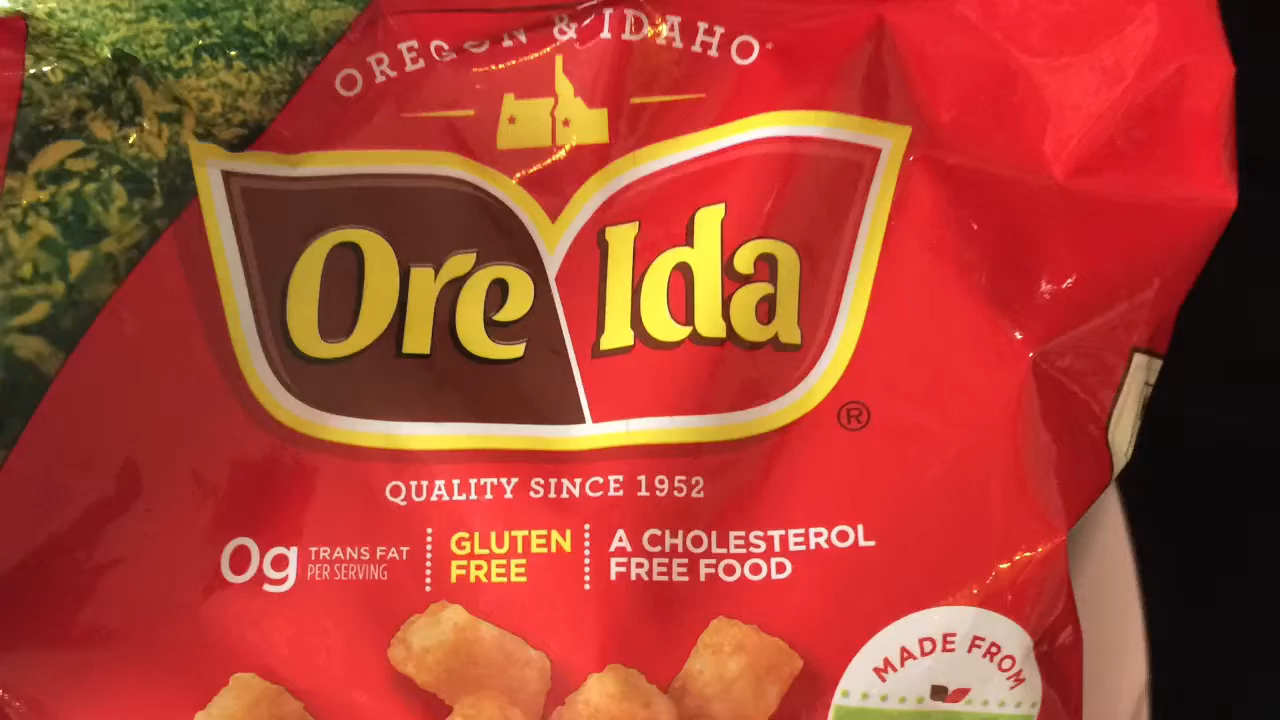 OREGON & IDAHO
Ore Ida
®
QUALITY SINCE 1952
0g TRANS FAT PER SERVING
GLUTEN FREE
A CHOLESTEROL FREE FOOD
MADE FROM